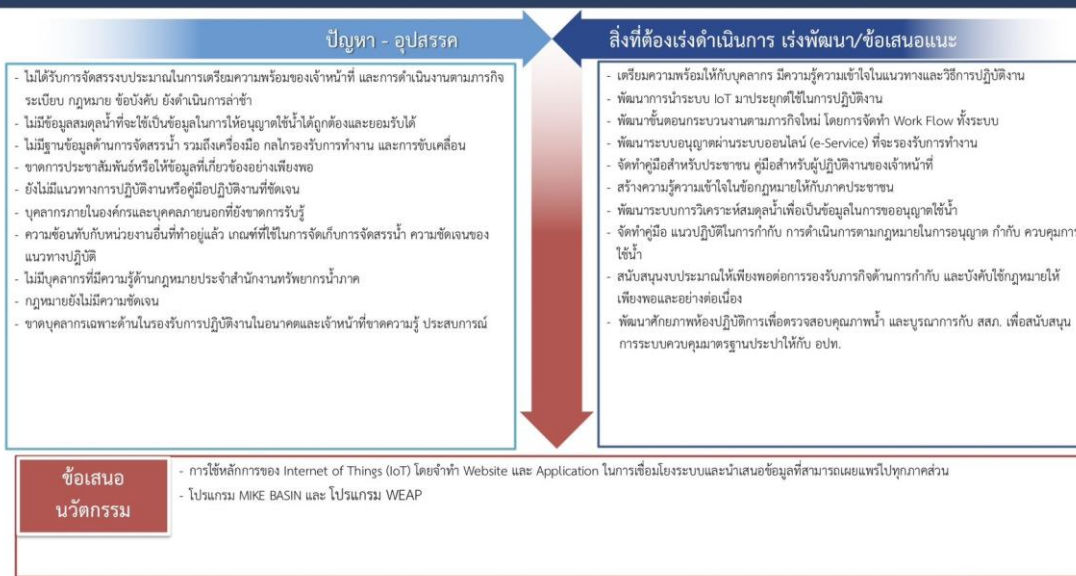 ปัญหา - อุปสรรค
- ไม่ได้รับการจัดสรรงบประมาณในการเตรียมความพร้อมของเจ้าหน้าที่ และการดำเนินงานตามภารกิจ
ระเบียบ กฎหมาย ข้อบังคับ ยังดำเนินการล่าช้า
- ไม่มีข้อมูลสมดุลน้ำที่จะใช้เป็นข้อมูลในการให้อนุญาตใช้น้ำได้ถูกต้องและยอมรับได้
- ไม่มีฐานข้อมูลด้านการจัดสรรน้ำ รวมถึงเครื่องมือ กลไกรองรับการทำงาน และการขับเคลื่อน
- ขาดการประชาสัมพันธ์หรือให้ข้อมูลที่เกี่ยวข้องอย่างเพียงพอ
- ยังไม่มีแนวทางการปฏิบัติงานหรือคู่มือปฏิบัติงานที่ชัดเจน
- บุคลากรภายในองค์กรและบุคคลภายนอกที่ยังขาดการรับรู้
- ความซ้อนทับกับหน่วยงานอื่นที่ทำอยู่แล้ว เกณฑ์ที่ใช้ในการจัดเก็บการจัดสรรน้ำ ความชัดเจนของ
แนวทางปฏิบัติ
- ไม่มีบุคลากรที่มีความรู้ด้านกฎหมายประจำสำนักงานทรัพยากรน้ำภาค
- กฎหมายยังไม่มีความชัดเจน
- ขาดบุคลากรเฉพาะด้านในรองรับการปฏิบัติงานในอนาคตและเจ้าหน้าที่ขาดความรู้ ประสบการณ์
สิ่งที่ต้องเร่งดำเนินการ เร่งพัฒนา/ข้อเสนอแนะ
- เตรียมความพร้อมให้กับบุคลากร มีความรู้ความเข้าใจในแนวทางและวิธีการปฏิบัติงาน
- พัฒนาการนำระบบ IoT มาประยุกต์ใช้ในการปฏิบัติงาน
- พัฒนาขั้นตอนกระบวนงานตามภารกิจใหม่ โดยการจัดทำ Work Flow ทั้งระบบ
- พัฒนาระบบอนุญาตผ่านระบบออนไลน์ (e-Service) ที่จะรองรับการทำงาน
- จัดทำคู่มือสำหรับประชาชน คู่มือสำหรับผู้ปฏิบัติงานของเจ้าหน้าที่
- สร้างความรู้ความเข้าใจในข้อกฎหมายให้กับภาคประชาชน
- พัฒนาระบบการวิเคราะห์สมดุลน้ำเพื่อเป็นข้อมูลในการขออนุญาตใช้น้ำ
- จัดทำคู่มือ แนวปฏิบัติในการกำกับ การดำเนินการตามกฎหมายในการอนุญาต กำกับ ควบคุมการ
ใช้น้ำ
- สนับสนุนงบประมาณให้เพียงพอต่อการรองรับภารกิจด้านการกำกับ และบังคับใช้กฎหมายให้
เพียงพอและอย่างต่อเนื่อง
- พัฒนาศักยภาพห้องปฏิบัติการเพื่อตรวจสอบคุณภาพน้ำ และบูรณาการกับ สสภ. เพื่อสนับสนุน
การระบบควบคุมมาตรฐานประปาให้กับ อปท.
ข้อเสนอ
นวัตกรรม
- การใช้หลักการของ Internet of Things (IoT) โดยจำทำ Website และ Application ในการเชื่อมโยงระบบและนำเสนอข้อมูลที่สามารถเผยแพร่ไปทุกภาคส่วน
- โปรแกรม MIKE BASIN และ โปรแกรม WEAP